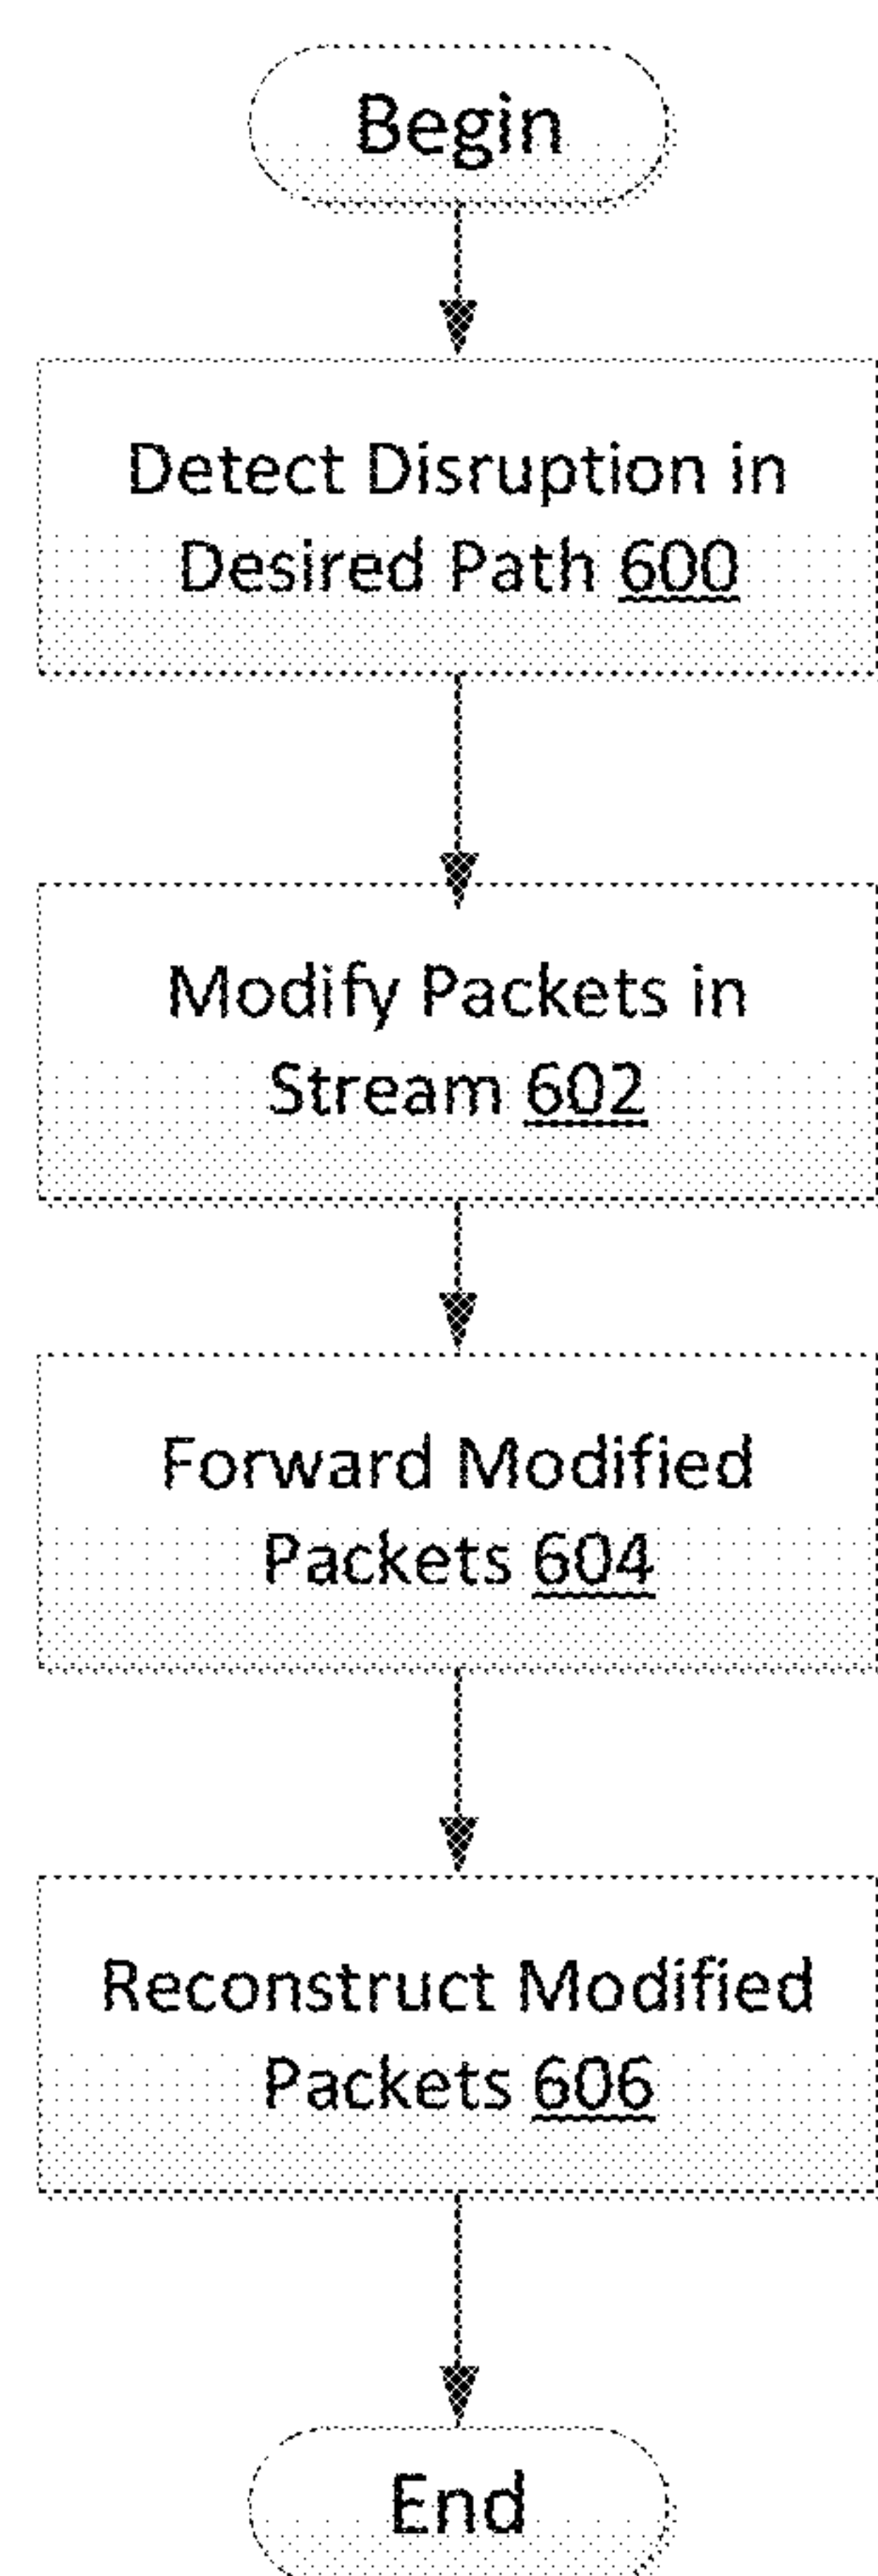 Begin
Detect Disruption in
Desired Path 600
Modify Packets in
Stream 602
Forward Modified
Packets 604
Reconstruct Modified
Packets 606
End